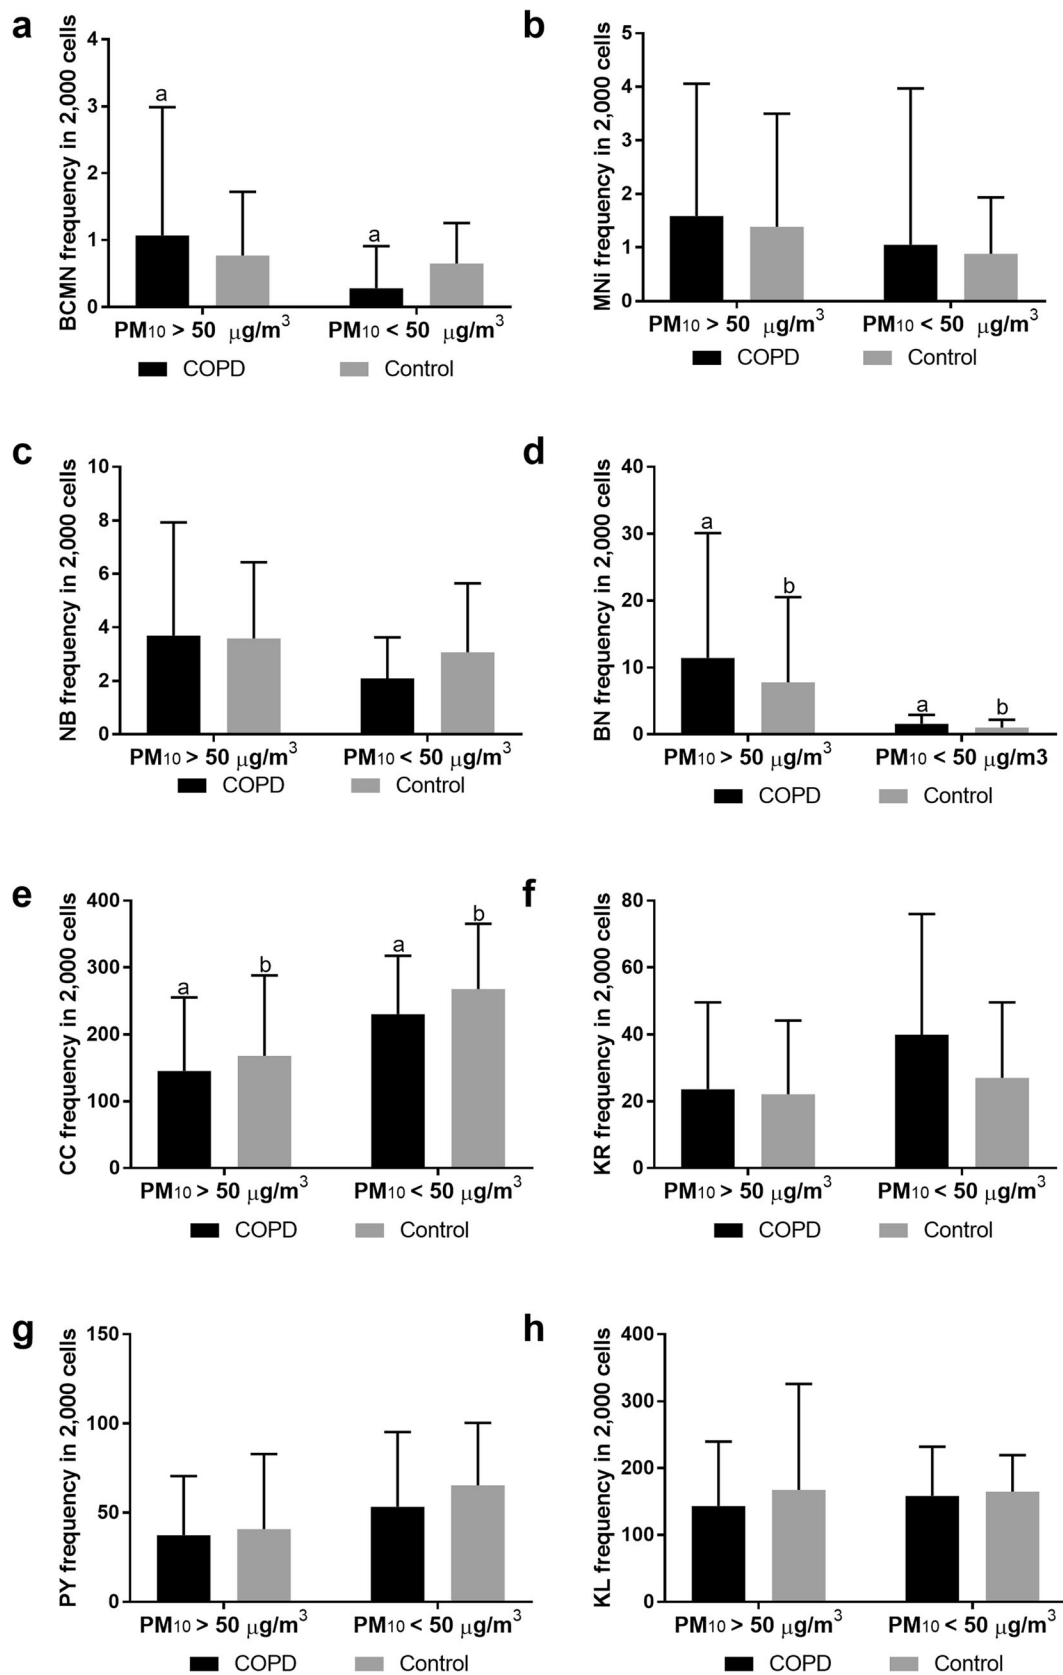 a
BCMN frequency in 2,000 cells
4
3
2
1
0
a
a
PM10 > 50 μg/m3
PM10 < 50 μg/m3
COPD
Control
b
MNi frequency in 2,000 cells
5
4
3
2
1
0
PM10 > 50 μg/m3
PM10 < 50 μg/m3
COPD
Control
c
NB frequency in 2,000 cells
10
8
6
4
2
0
PM10 > 50 μg/m3
PM10 < 50 μg/m3
COPD
Control
d
BN frequency in 2,000 cells
40
30
20
10
0
a
b
a
b
PM10 > 50 μg/m3
PM10 < 50 μg/m3
COPD
Control
e
CC frequency in 2,000 cells
400
300
200
100
0
a
b
a
b
PM10 > 50 μg/m3
PM10 < 50 μg/m3
COPD
Control
f
KR frequency in 2,000 cells
80
60
40
20
0
PM10 > 50 μg/m3
PM10 < 50 μg/m3
COPD
Control
g
PY frequency in 2,000 cells
150
100
50
0
PM10 > 50 μg/m3
PM10 < 50 μg/m3
COPD
Control
h
KL frequency in 2,000 cells
400
300
200
100
0
PM10 > 50 μg/m3
PM10 < 50 μg/m3
COPD
Control